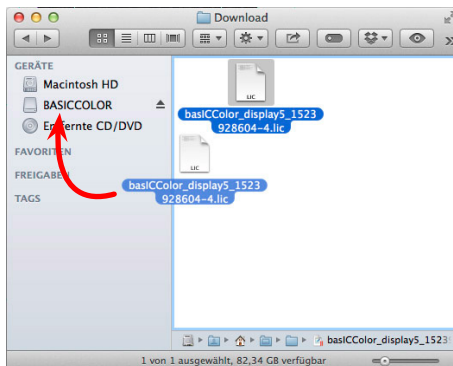 Download
GERÄTE
Macintosh HD
BASICCOLOR
Entfernte CD/DVD
FAVORITEN
FREIGABEN
TAGS
LIC
basICColor_display5_1523
928604-4.lic
LIC
basICColor_display5_1523
928604-4.lic
basICColor_display5_1523
1 von 1 ausgewählt, 82,34 GB verfügbar